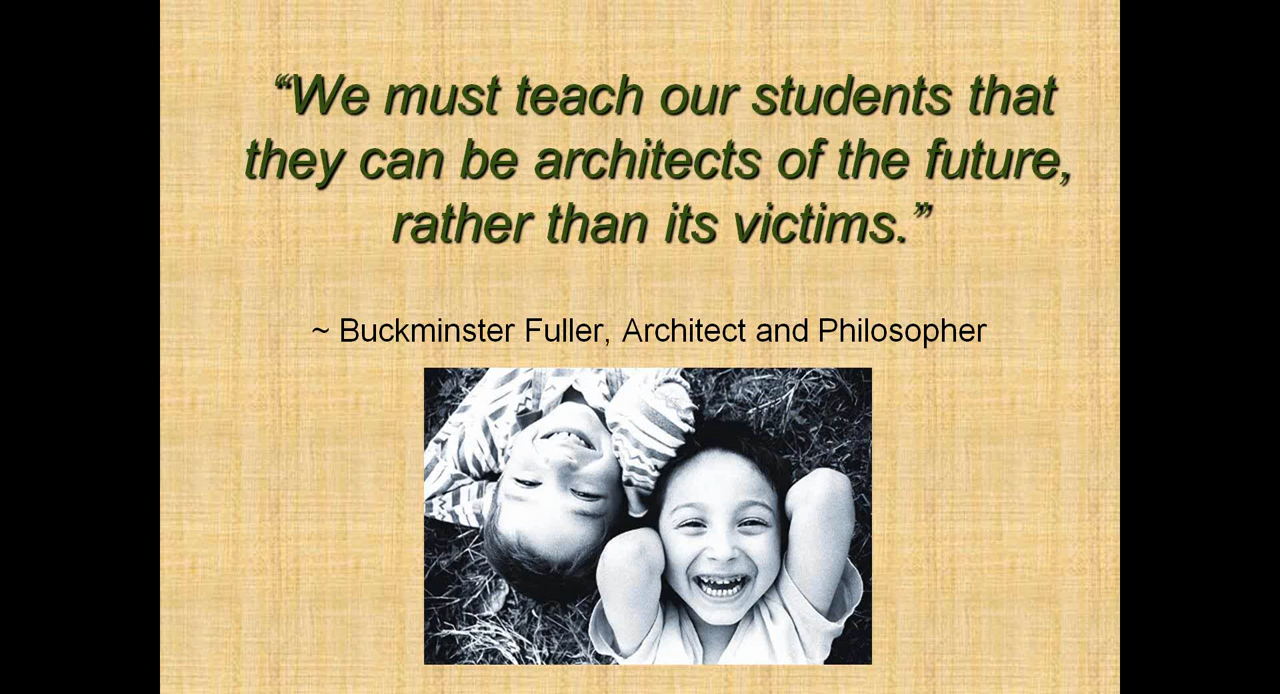 “We must teach our students that
they can be architects of the future,
rather than its victims.”
~ Buckminster Fuller, Architect and Philosopher